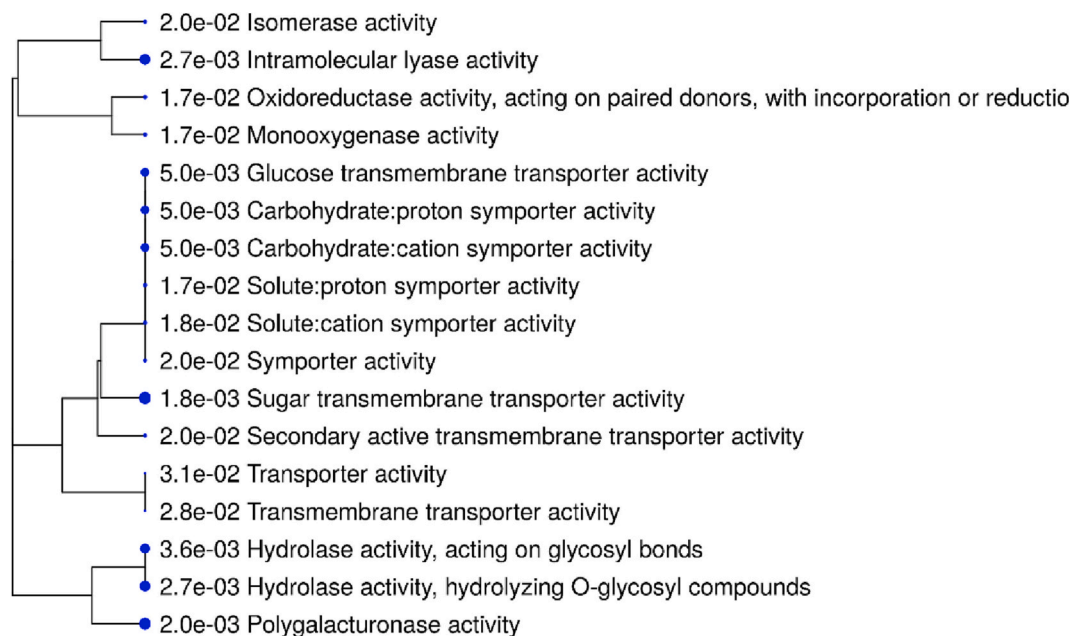 2.0e-02 Isomerase activity
2.7e-03 Intramolecular lyase activity
1.7e-02 Oxidoreductase activity, acting on paired donors, with incorporation or reductio
1.7e-02 Monooxygenase activity
5.0e-03 Glucose transmembrane transporter activity
5.0e-03 Carbohydrate:proton symporter activity
5.0e-03 Carbohydrate:cation symporter activity
1.7e-02 Solute:proton symporter activity
1.8e-02 Solute:cation symporter activity
2.0e-02 Symporter activity
1.8e-03 Sugar transmembrane transporter activity
2.0e-02 Secondary active transmembrane transporter activity
3.1e-02 Transporter activity
2.8e-02 Transmembrane transporter activity
3.6e-03 Hydrolase activity, acting on glycosyl bonds
2.7e-03 Hydrolase activity, hydrolyzing O-glycosyl compounds
2.0e-03 Polygalacturonase activity